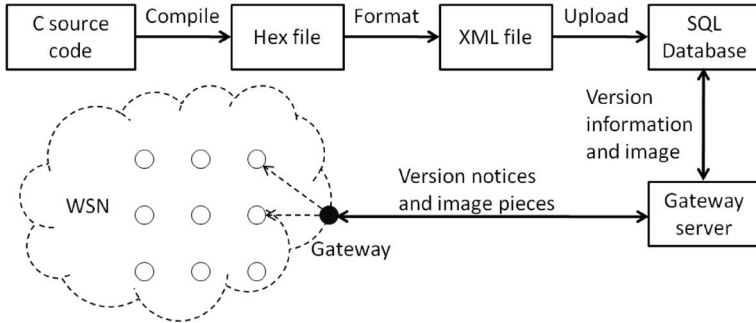 C source
code
Compile
Hex file
Format
XML file
Upload
SQL
Database
Version
information
and image
WSN
Version notices
and image pieces
Gateway
Gateway
server